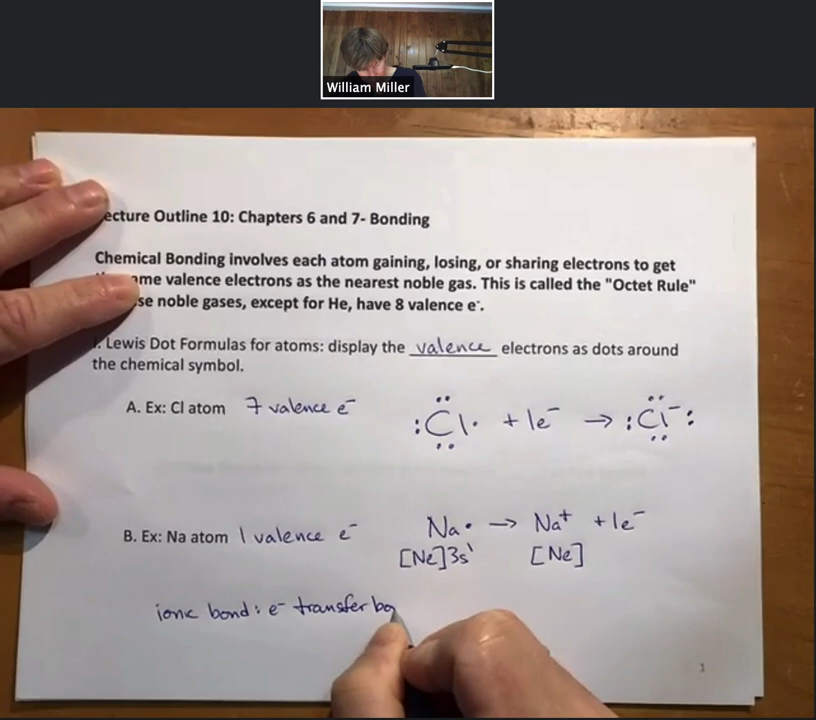 William Miller
ecture Outline 10: Chapters 6 and 7- Bonding
Chemical Bonding involves each atom gaining, losing, or sharing electrons to get
ame valence electrons as the nearest noble gas. This is called the "Octet Rule"
se noble gases, except for He, have 8 valence e⁻.
. Lewis Dot Formulas for atoms: display the valence electrons as dots around
the chemical symbol.
A. Ex: Cl atom 7 valence e⁻ :Cl· + 1e⁻ → :Cl⁻:
B. Ex: Na atom 1 valence e⁻ Na• → Na⁺ + 1e⁻
[Ne]3s¹ [Ne]
ionic bond: e⁻ transfer bo
1